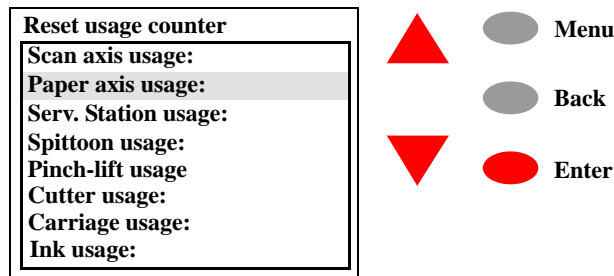 Reset usage counter
Scan axis usage:
Paper axis usage:
Serv. Station usage:
Spittoon usage:
Pinch-lift usage
Cutter usage:
Carriage usage:
Ink usage:
Menu
Back
Enter